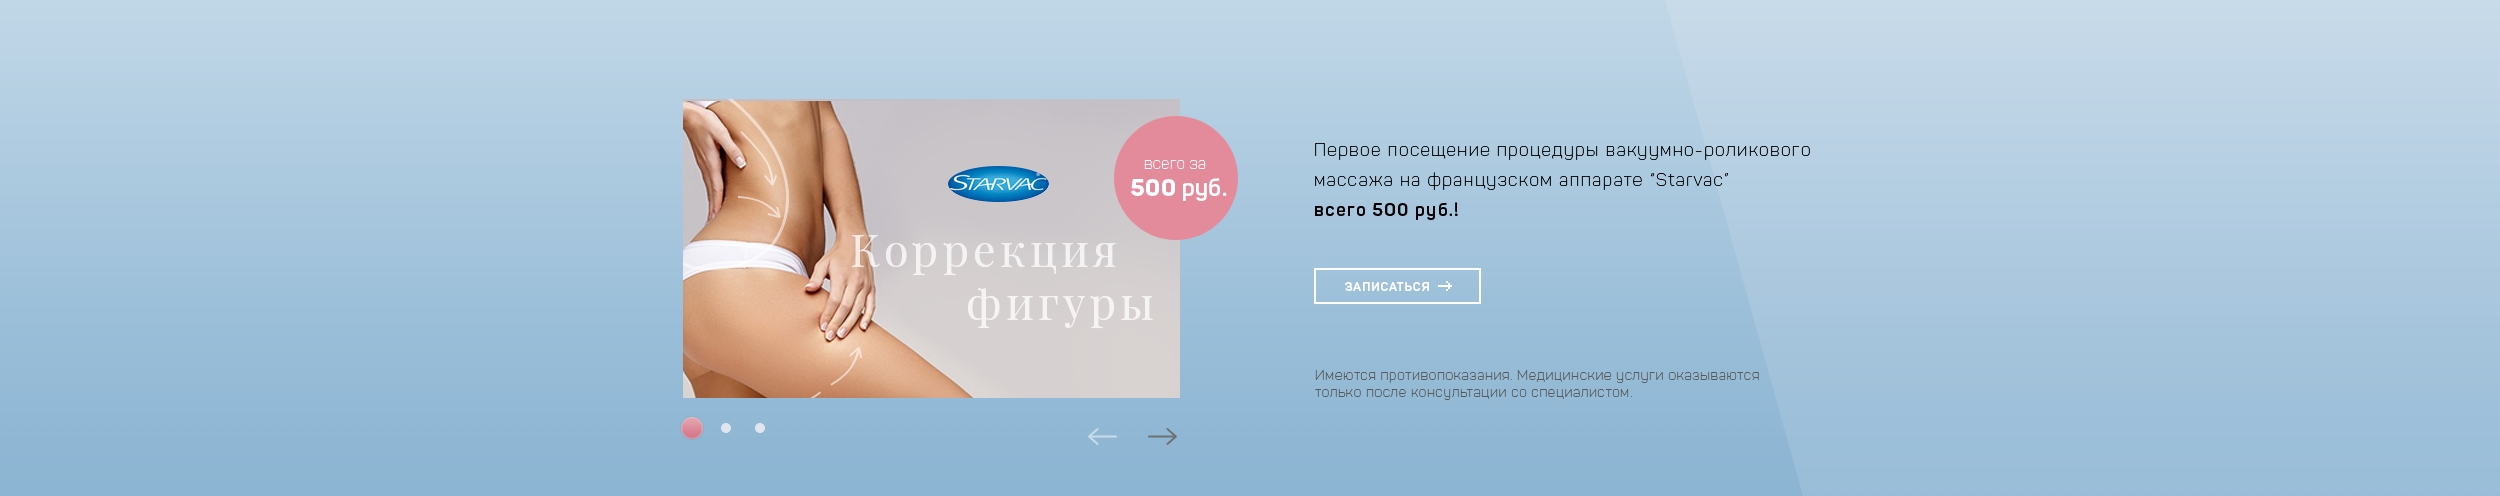 STARVAC
всего за
500 руб.
Коррекция
фигуры
Первое посещение процедуры вакуумно-роликового
массажа на французском аппарате "Starvac"
всего 500 руб.!
ЗАПИСАТЬСЯ
Имеются противопоказания. Медицинские услуги оказываются
только после консультации со специалистом.